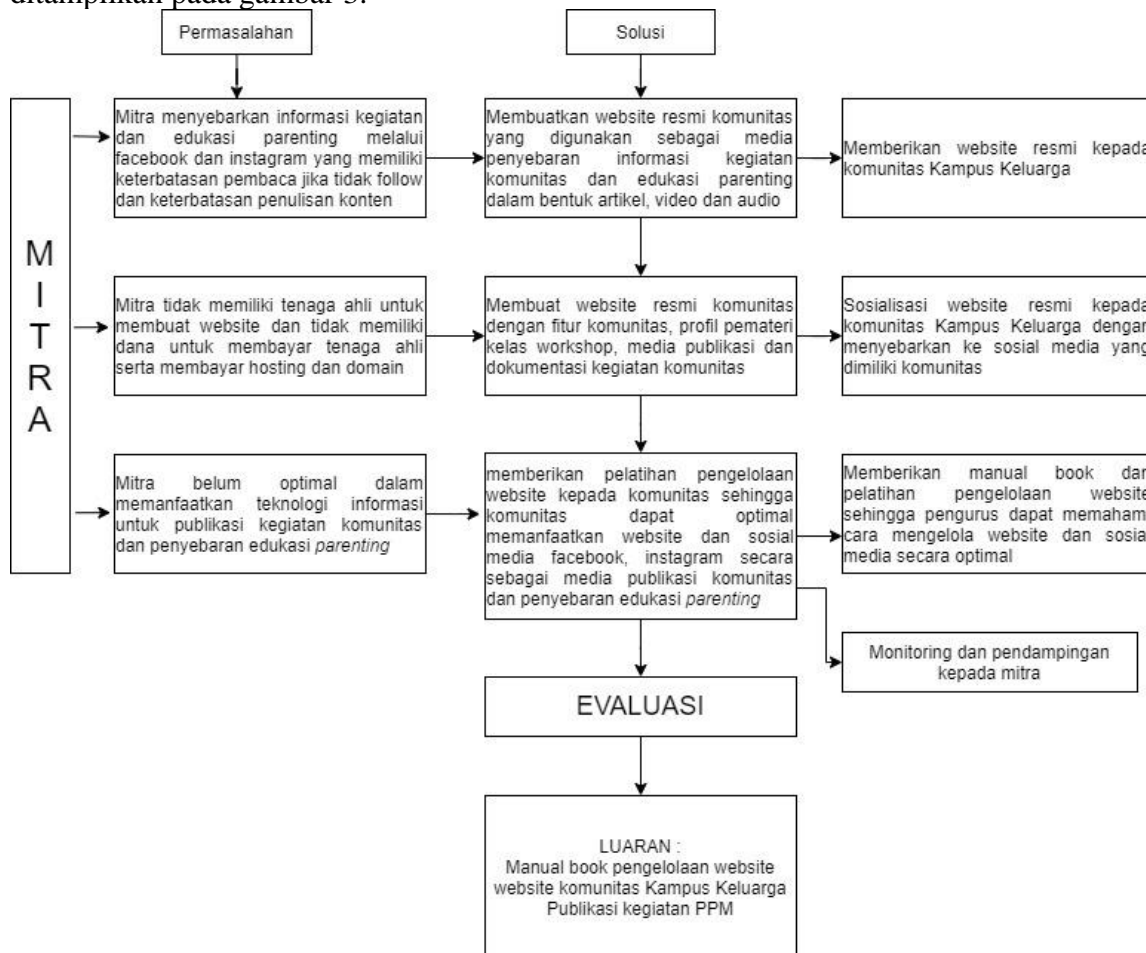 ditampilkan pada gambar 3.
Permasalahan
Solusi
M
I
T
R
A
Mitra menyebarkan informasi kegiatan
dan edukasi parenting melalui
facebook dan instagram yang memiliki
keterbatasan pembaca jika tidak follow
dan keterbatasan penulisan konten
Membuatkan website resmi komunitas
yang digunakan sebagai media
penyebaran informasi kegiatan
komunitas dan edukasi parenting
dalam bentuk artikel, video dan audio
Memberikan website resmi kepada
komunitas Kampus Keluarga
Mitra tidak memiliki tenaga ahli untuk
membuat website dan tidak memiliki
dana untuk membayar tenaga ahli
serta membayar hosting dan domain
Membuat website resmi komunitas
dengan fitur komunitas, profil pemateri
kelas workshop, media publikasi dan
dokumentasi kegiatan komunitas
Sosialisasi website resmi kepada
komunitas Kampus Keluarga dengan
menyebarkan ke sosial media yang
dimiliki komunitas
Mitra belum optimal dalam
memanfaatkan teknologi informasi
untuk publikasi kegiatan komunitas
dan penyebaran edukasi parenting
memberikan pelatihan pengelolaan
website kepada komunitas sehingga
komunitas dapat optimal
memanfaatkan website dan sosial
media facebook, instagram secara
sebagai media publikasi komunitas
dan penyebaran edukasi parenting
Memberikan manual book dan
pelatihan pengelolaan website
sehingga pengurus dapat memahami
cara mengelola website dan sosial
media secara optimal
Monitoring dan pendampingan
kepada mitra
EVALUASI
LUARAN :
Manual book pengelolaan website
website komunitas Kampus Keluarga
Publikasi kegiatan PPM